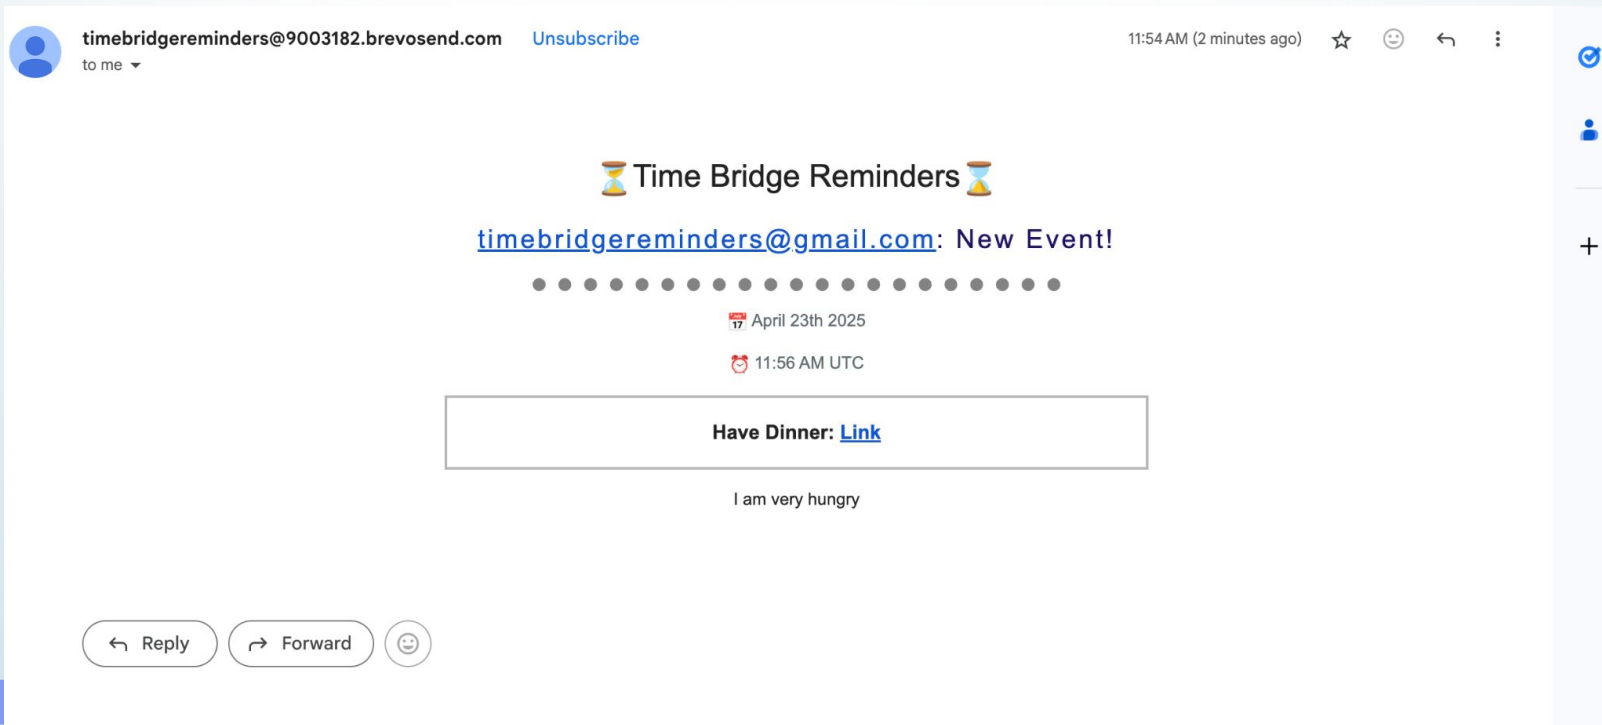 timebridgereminders@9003182.brevosend.com Unsubscribe 11:54 AM (2 minutes ago)
to me
⏳Time Bridge Reminders⌛
timebridgereminders@gmail.com: New Event!
📅 April 23th 2025
⏰ 11:56 AM UTC
Have Dinner: Link
I am very hungry
Reply Forward